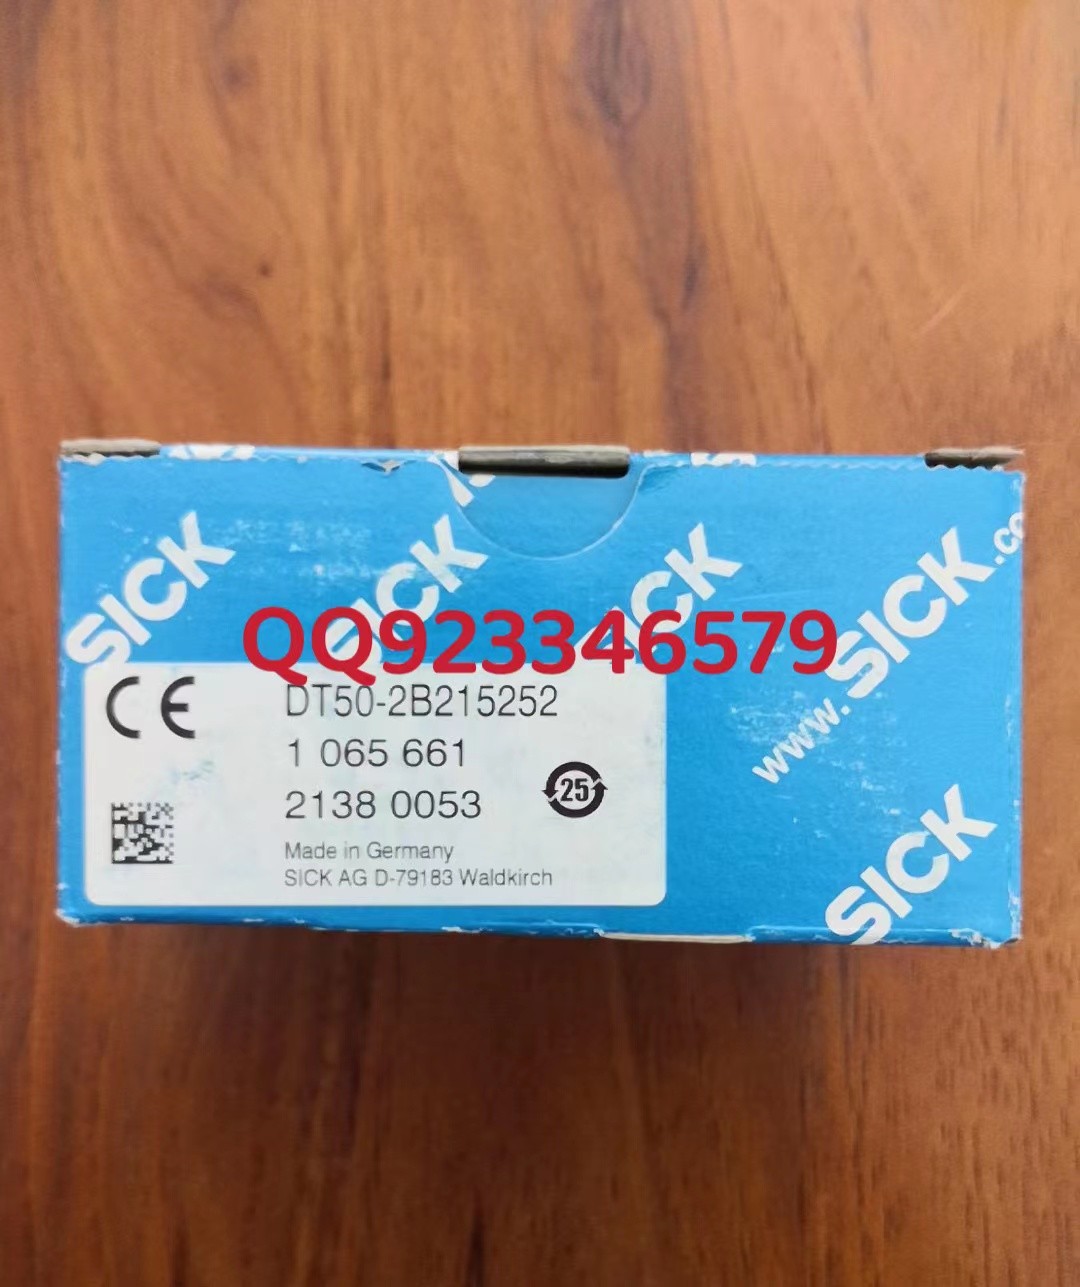 SICK
SICK
SICK
www.SICK.co
QQ923346579
CE
DT50-2B215252
1 065 661
2138 0053
25
Made in Germany
SICK AG D-79183 Waldkirch
SICK